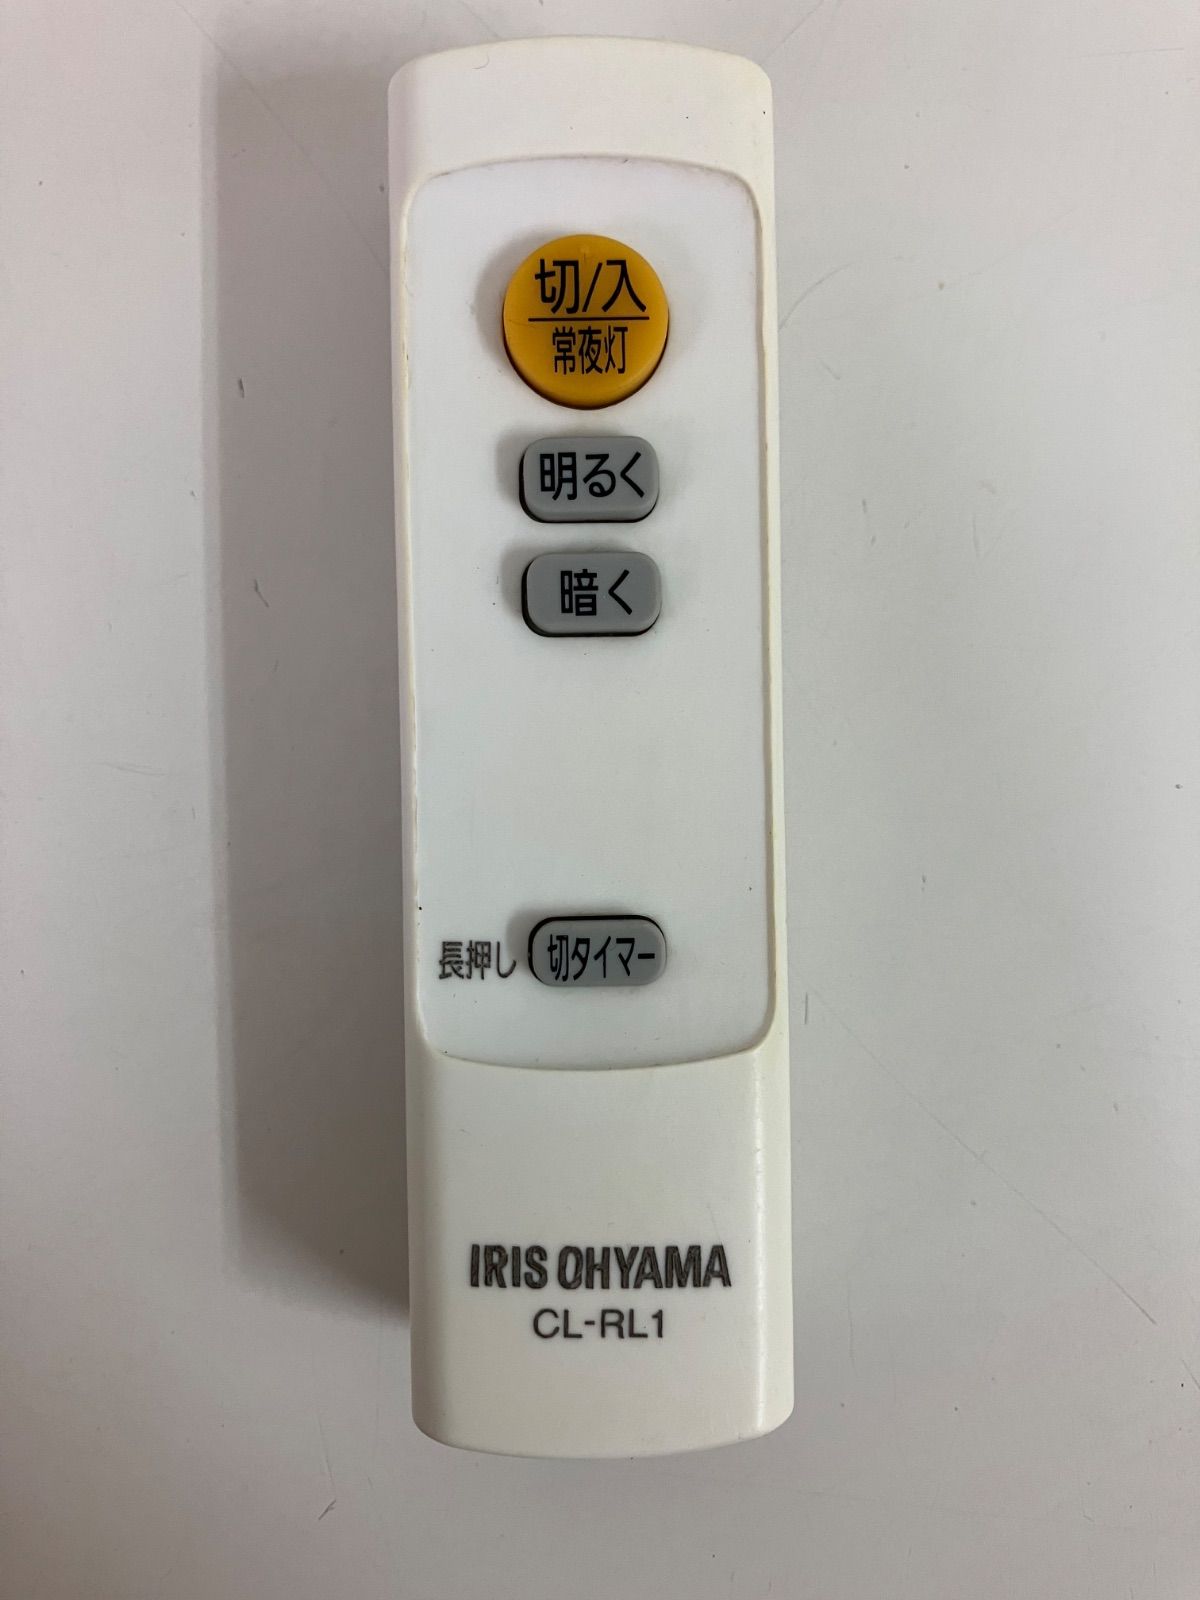 切/入
常夜灯
明るく
暗く
長押し 切タイマー
IRIS OHYAMA
CL-RL1